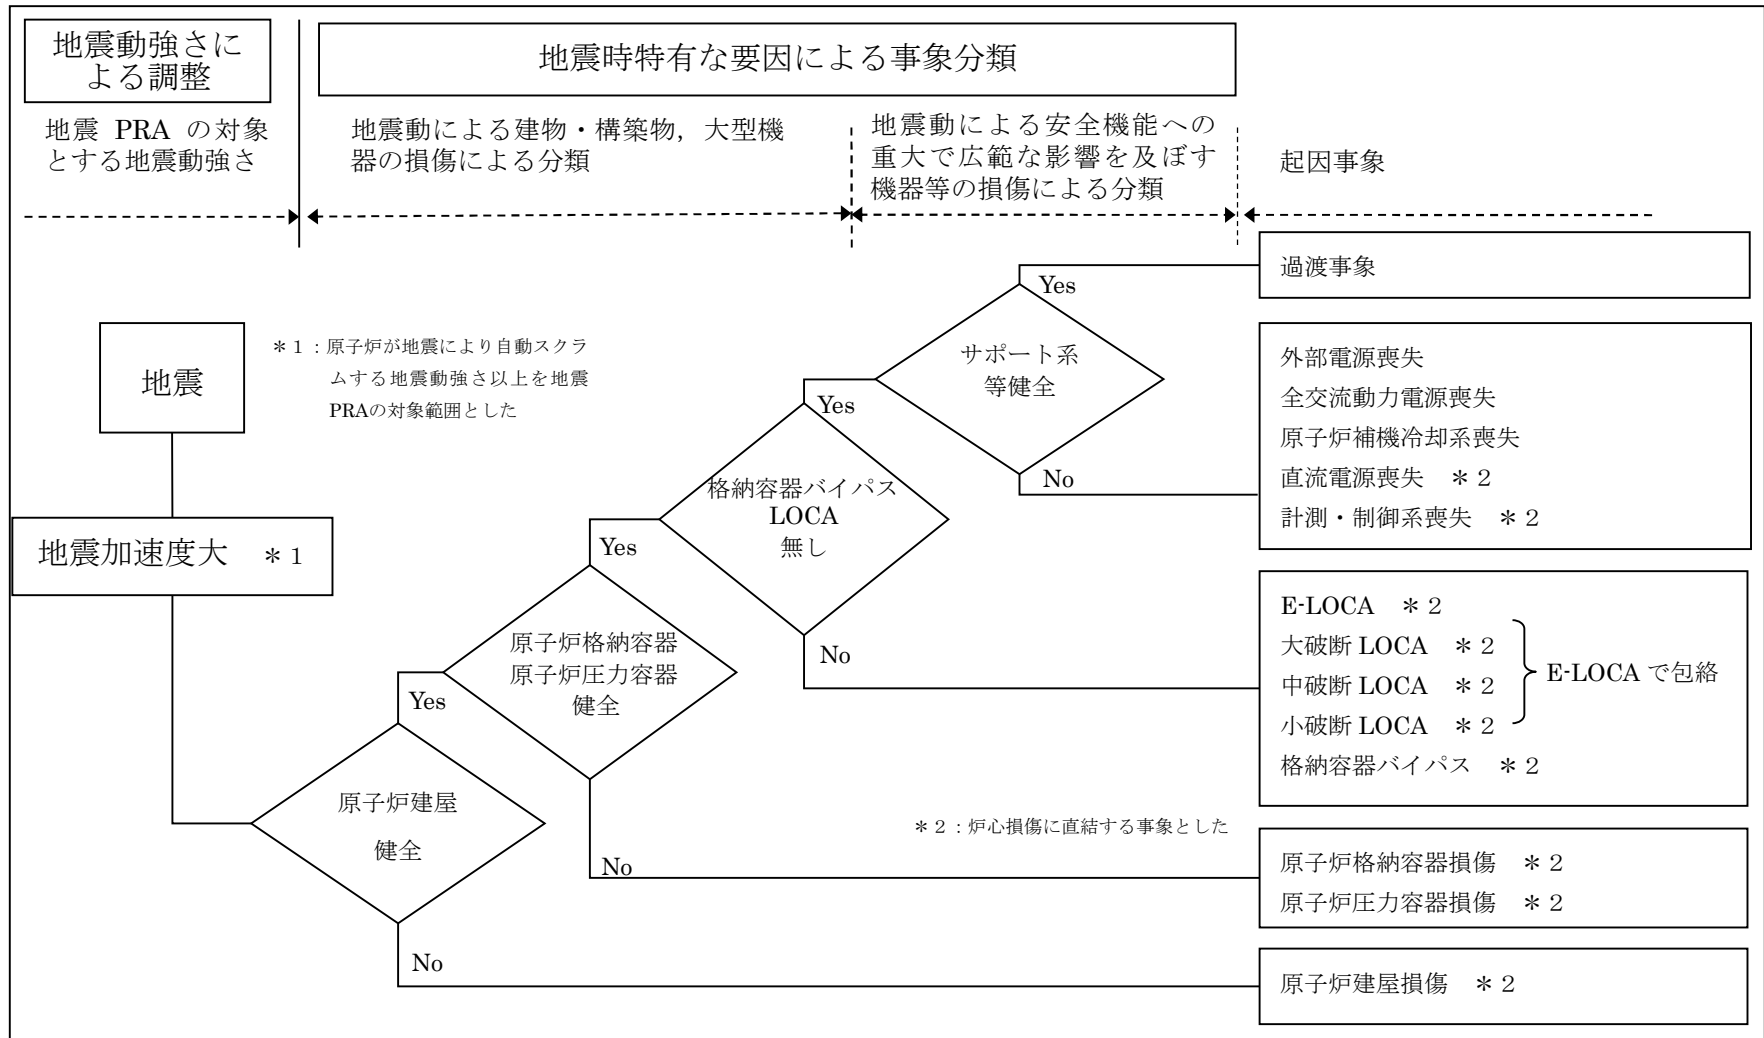 地震動強さに
よる調整
地震時特有な要因による事象分類
地震 PRA の対象
とする地震動強さ
地震動による建物・構築物，大型機
器の損傷による分類
地震動による安全機能への
重大で広範な影響を及ぼす
機器等の損傷による分類
起因事象
過渡事象
Yes
サポート系
等健全
No
外部電源喪失
全交流動力電源喪失
原子炉補機冷却系喪失
直流電源喪失　＊２
計測・制御系喪失　＊２
地震
＊１：原子炉が地震により自動スクラ
ムする地震動強さ以上を地震
PRAの対象範囲とした
地震加速度大　＊１
Yes
格納容器バイパス
LOCA
無し
No
E-LOCA　＊２
大破断 LOCA　＊２
中破断 LOCA　＊２
小破断 LOCA　＊２
E-LOCA で包絡
格納容器バイパス　＊２
Yes
原子炉格納容器
原子炉圧力容器
健全
No
＊２：炉心損傷に直結する事象とした
原子炉格納容器損傷　＊２
原子炉圧力容器損傷　＊２
Yes
原子炉建屋
健全
No
原子炉建屋損傷　＊２